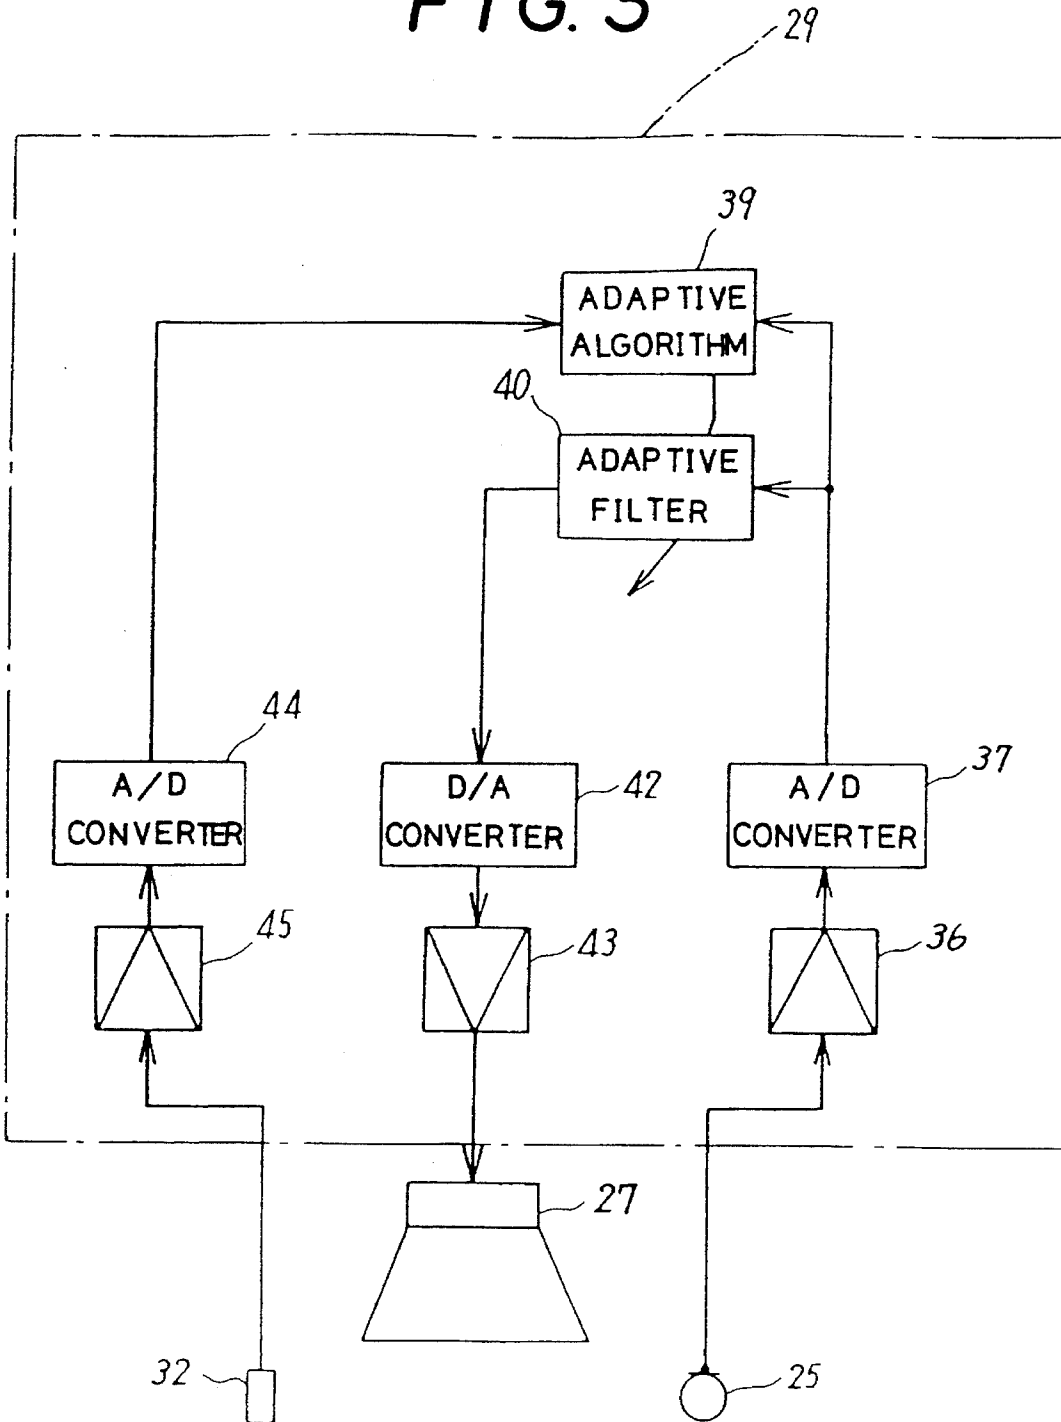 FIG. 3
29
39
ADAPTIVE
ALGORITHM
40
ADAPTIVE
FILTER
44
A/D
CONVERTER
42
D/A
CONVERTER
37
A/D
CONVERTER
45
43
36
27
32
25